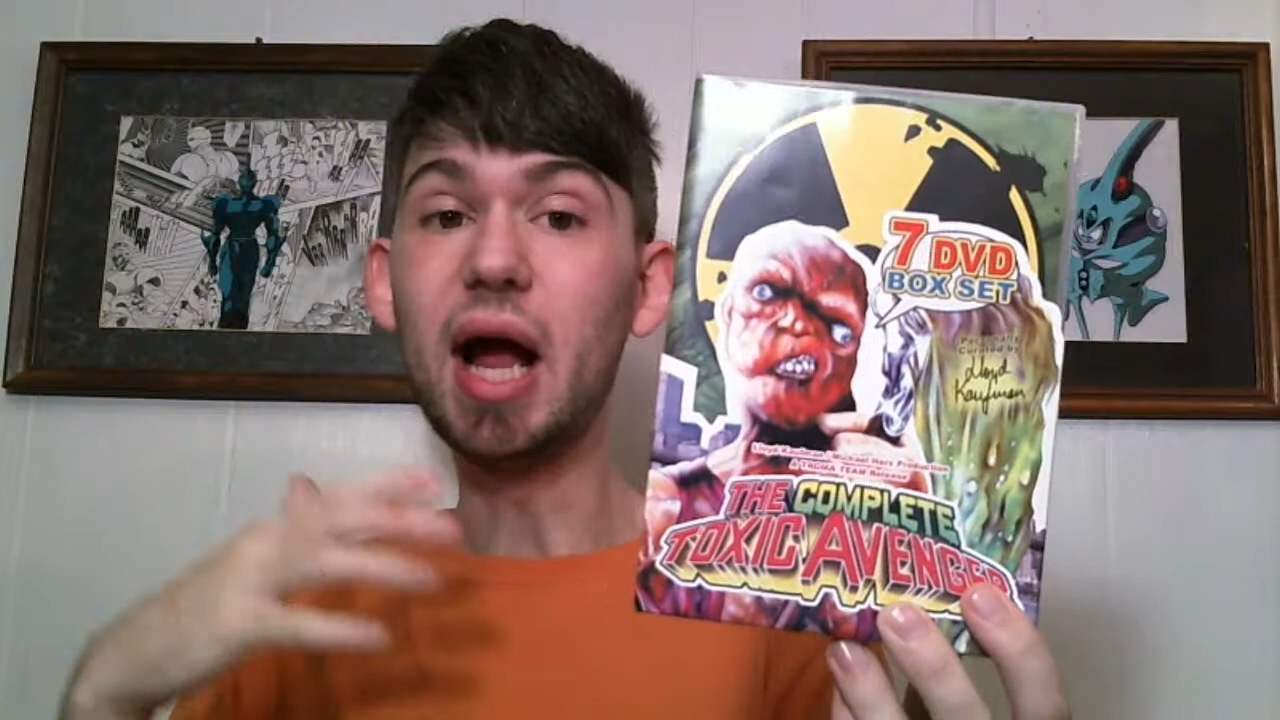 7 DVD
BOX SET
Personally
Curated by
Lloyd
Kaufman
Lloyd Kaufman / Michael Herz Production
A TROMA TEAM Release
THE COMPLETE
TOXIC AVENGER